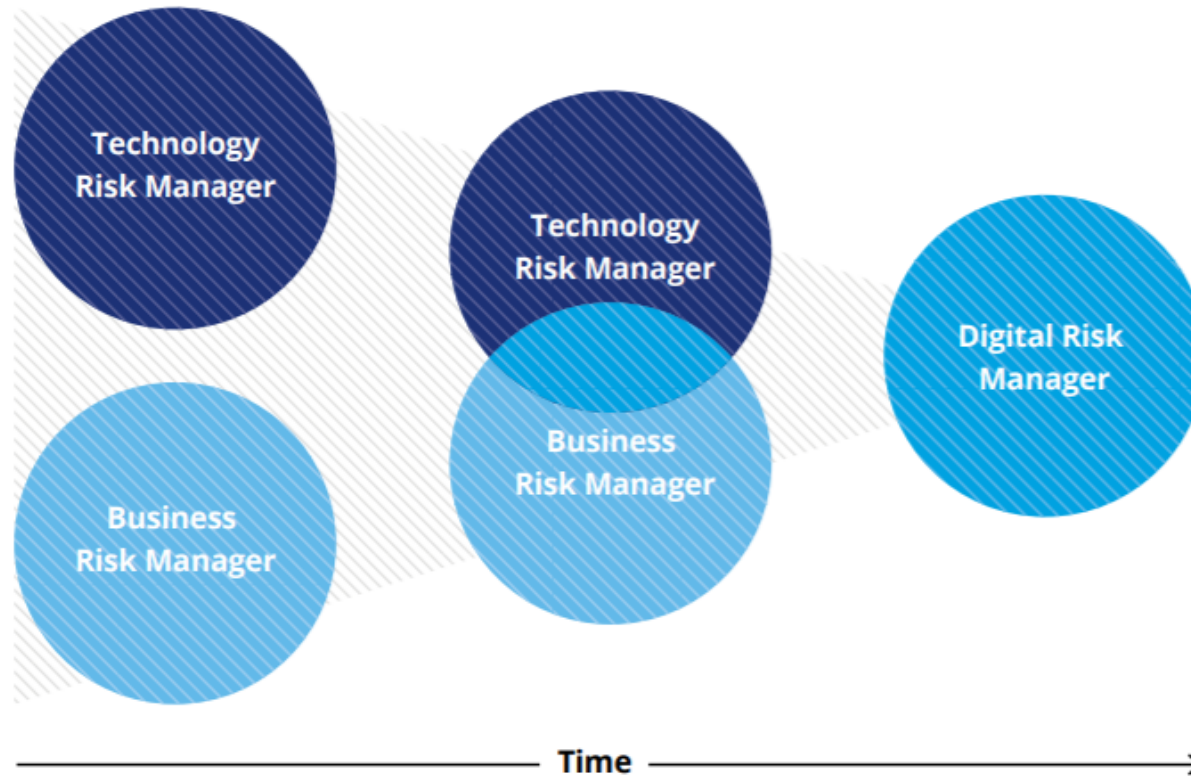 Technology
Risk Manager
Business
Risk Manager
Technology
Risk Manager
Business
Risk Manager
Digital Risk
Manager
Time